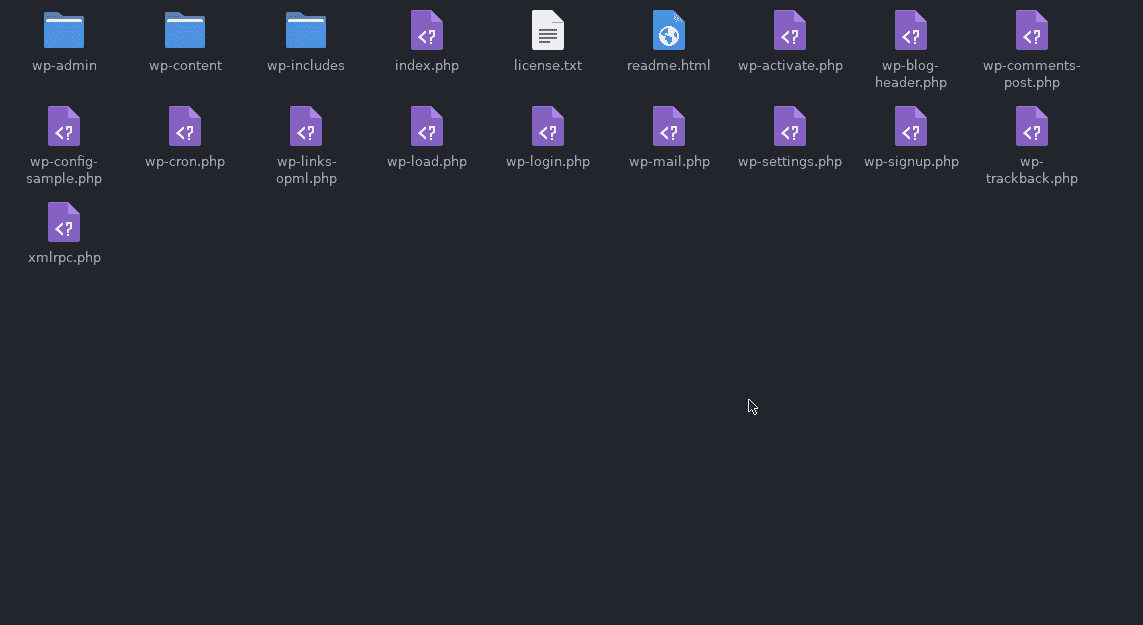 wp-admin
wp-content
wp-includes
index.php
license.txt
readme.html
wp-activate.php
wp-blog-
header.php
wp-comments-
post.php
wp-config-
sample.php
wp-cron.php
wp-links-
opml.php
wp-load.php
wp-login.php
wp-mail.php
wp-settings.php
wp-signup.php
wp-
trackback.php
xmlrpc.php